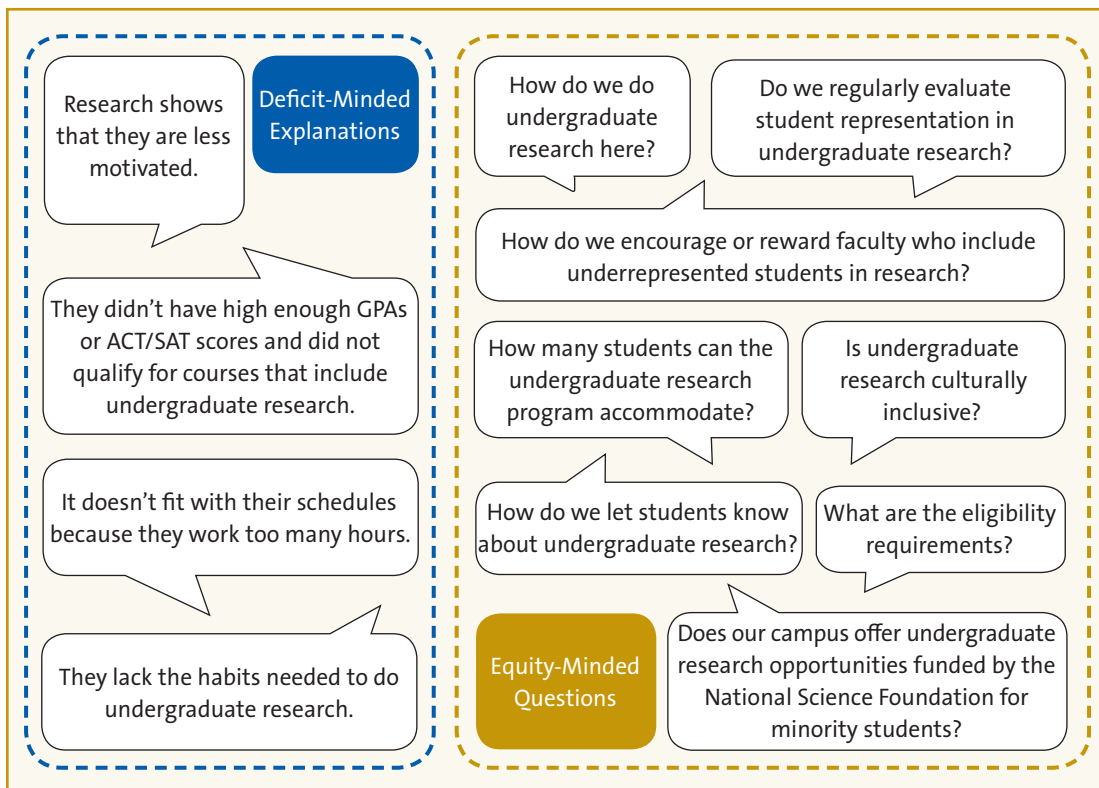 Research shows
that they are less
motivated.
Deficit-Minded
Explanations
They didn’t have high enough GPAs
or ACT/SAT scores and did not
qualify for courses that include
undergraduate research.
It doesn’t fit with their schedules
because they work too many hours.
They lack the habits needed to do
undergraduate research.
How do we do
undergraduate
research here?
Do we regularly evaluate
student representation in
undergraduate research?
How do we encourage or reward faculty who include
underrepresented students in research?
How many students can the
undergraduate research
program accommodate?
Is undergraduate
research culturally
inclusive?
How do we let students know
about undergraduate research?
What are the eligibility
requirements?
Equity-Minded
Questions
Does our campus offer undergraduate
research opportunities funded by the
National Science Foundation for
minority students?